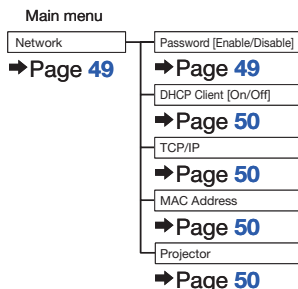 Main menu
Network
➡Page 49
Password [Enable/Disable]
➡Page 49
DHCP Client [On/Off]
➡Page 50
TCP/IP
➡Page 50
MAC Address
➡Page 50
Projector
➡Page 50